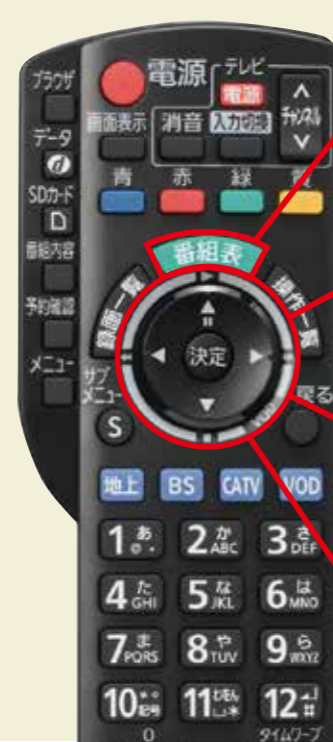 ブラウザ
電源
テレビ
電源
チャンネル
データ
画面表示
消音
入力切換
d
SDカード
青 赤 緑 黄
番組内容
番組表
予約確認
録画一覧
操作一覧
メニュー
決定
サブ
メニュー
戻る
S
VOD
地上 BS CATV VOD
1 あ @.
2 か ABC
3 さ DEF
4 た GHI
5 な JKL
6 は MNO
7 ま PQRS
8 や TUV
9 ら WXYZ
10 記号
11
12 #
0
タイムワープ